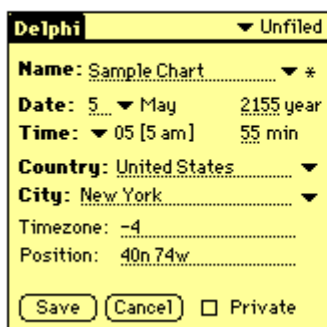 Delphi Unfiled
Name: Sample Chart *
Date: 5 May 2155 year
Time: 05 [5 am] 55 min
Country: United States
City: New York
Timezone: -4
Position: 40n 74w
Save Cancel Private